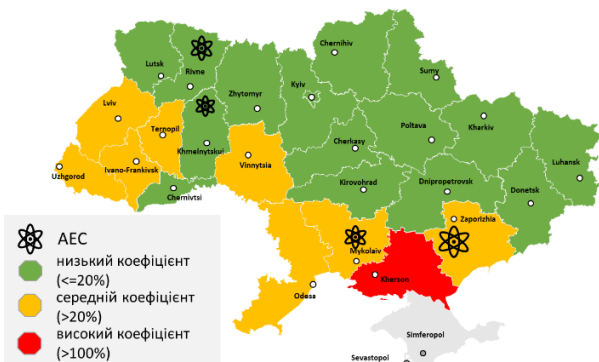 Chernihiv
Lutsk
Rivne
Sumy
Zhytomyr
Kyiv
Lviv
Ternopil
Poltava
Kharkiv
Khmelnytskui
Cherkasy
Ivano-Frankivsk
Vinnytsia
Uzhgorod
Luhansk
Chernivtsi
Kirovohrad
Dnipropetrovsk
Donetsk
Zaporizhia
Mykolaiv
Kherson
Odesa
Simferopol
Sevastopol
АЕС
низький коефіцієнт
(<=20%)
середній коефіцієнт
(>20%)
високий коефіцієнт
(>100%)